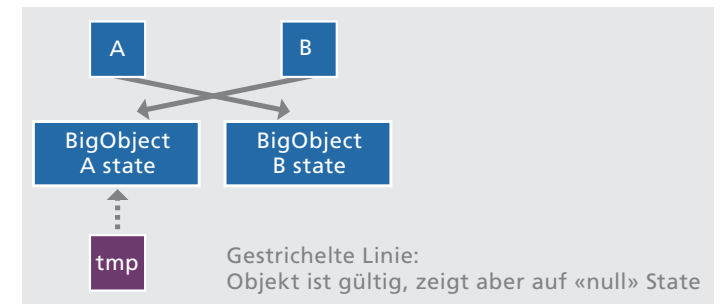 A
B
BigObject
A state
BigObject
B state
tmp
Gestrichelte Linie:
Objekt ist gültig, zeigt aber auf «null» State